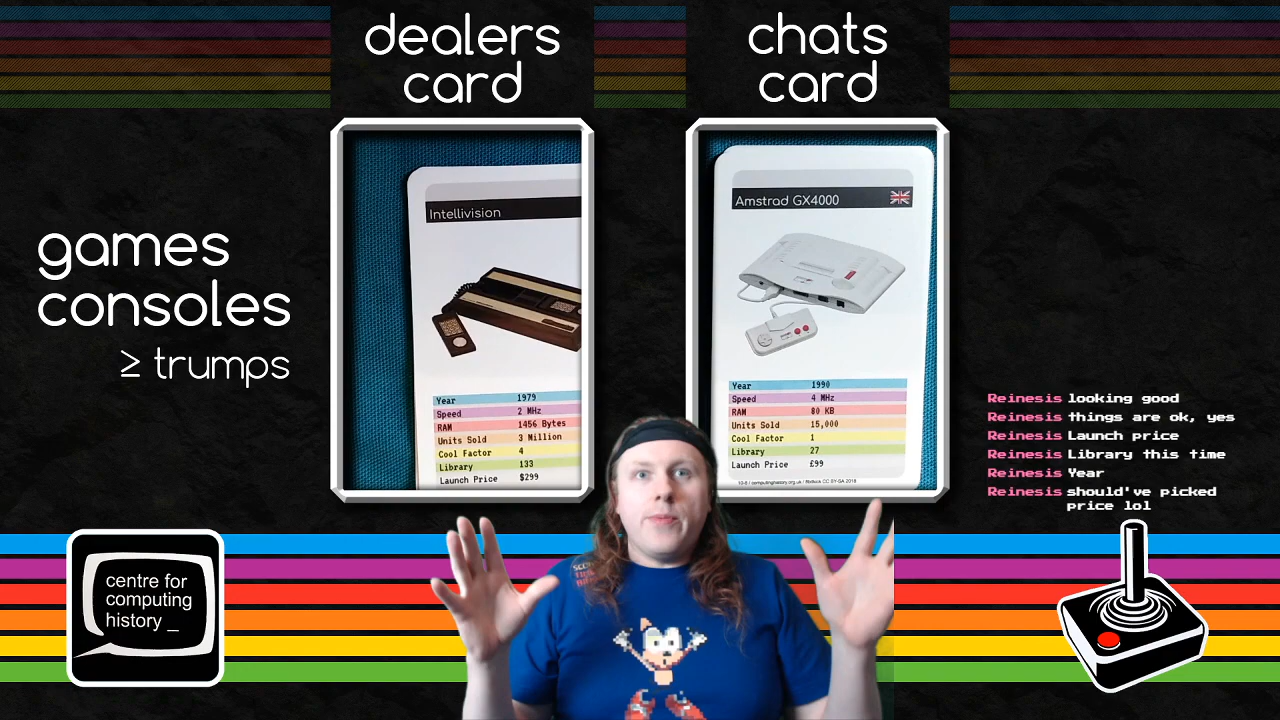 dealers
card
chats
card
games
consoles
≥ trumps
Intellivision
Year 1979
Speed 2 MHz
RAM 1456 Bytes
Units Sold 3 Million
Cool Factor 4
Library 133
Launch Price $299
Amstrad GX4000
Year 1990
Speed 4 MHz
RAM 80 KB
Units Sold 15,000
Cool Factor 1
Library 27
Launch Price £99
Reinesis looking good
Reinesis things are ok, yes
Reinesis Launch price
Reinesis Library this time
Reinesis Year
Reinesis should've picked
price lol
centre for
computing
history _